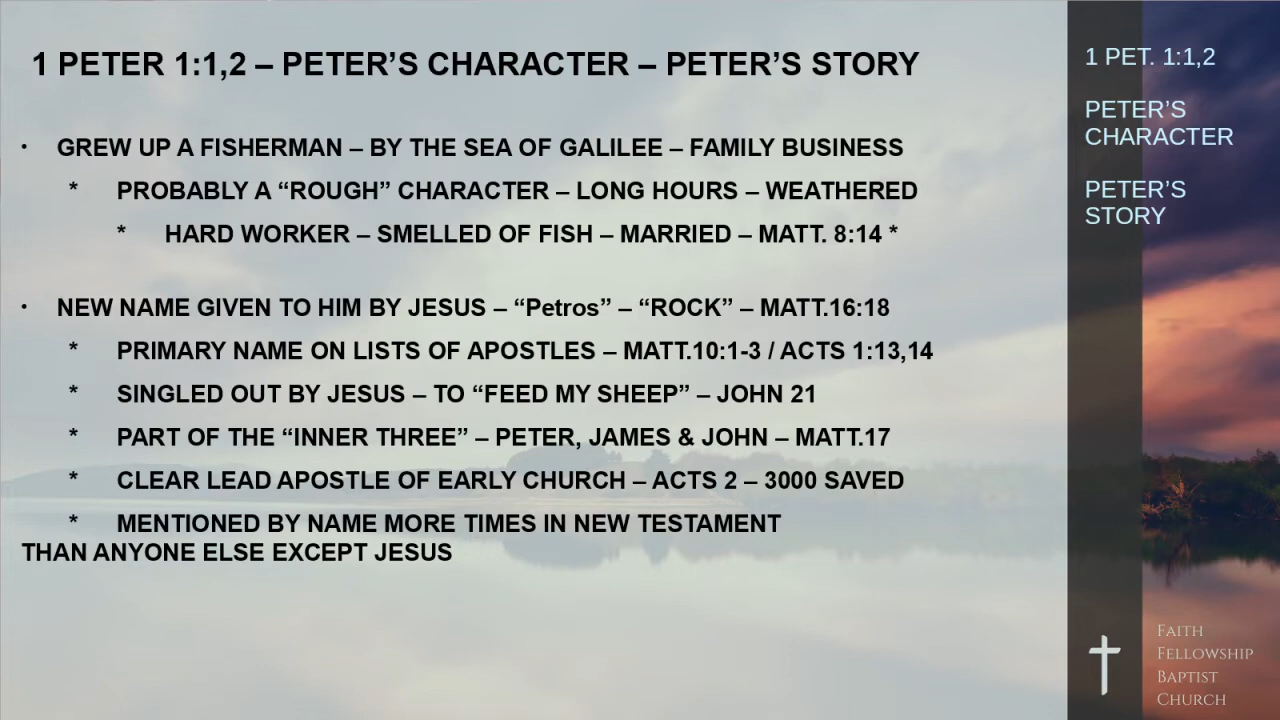 1 PETER 1:1,2 – PETER’S CHARACTER – PETER’S STORY
• GREW UP A FISHERMAN – BY THE SEA OF GALILEE – FAMILY BUSINESS
* PROBABLY A “ROUGH” CHARACTER – LONG HOURS – WEATHERED
* HARD WORKER – SMELLED OF FISH – MARRIED – MATT. 8:14 *
• NEW NAME GIVEN TO HIM BY JESUS – “Petros” – “ROCK” – MATT.16:18
* PRIMARY NAME ON LISTS OF APOSTLES – MATT.10:1-3 / ACTS 1:13,14
* SINGLED OUT BY JESUS – TO “FEED MY SHEEP” – JOHN 21
* PART OF THE “INNER THREE” – PETER, JAMES & JOHN – MATT.17
* CLEAR LEAD APOSTLE OF EARLY CHURCH – ACTS 2 – 3000 SAVED
* MENTIONED BY NAME MORE TIMES IN NEW TESTAMENT
THAN ANYONE ELSE EXCEPT JESUS
1 PET. 1:1,2
PETER’S
CHARACTER
PETER’S
STORY
FAITH
FELLOWSHIP
BAPTIST
CHURCH